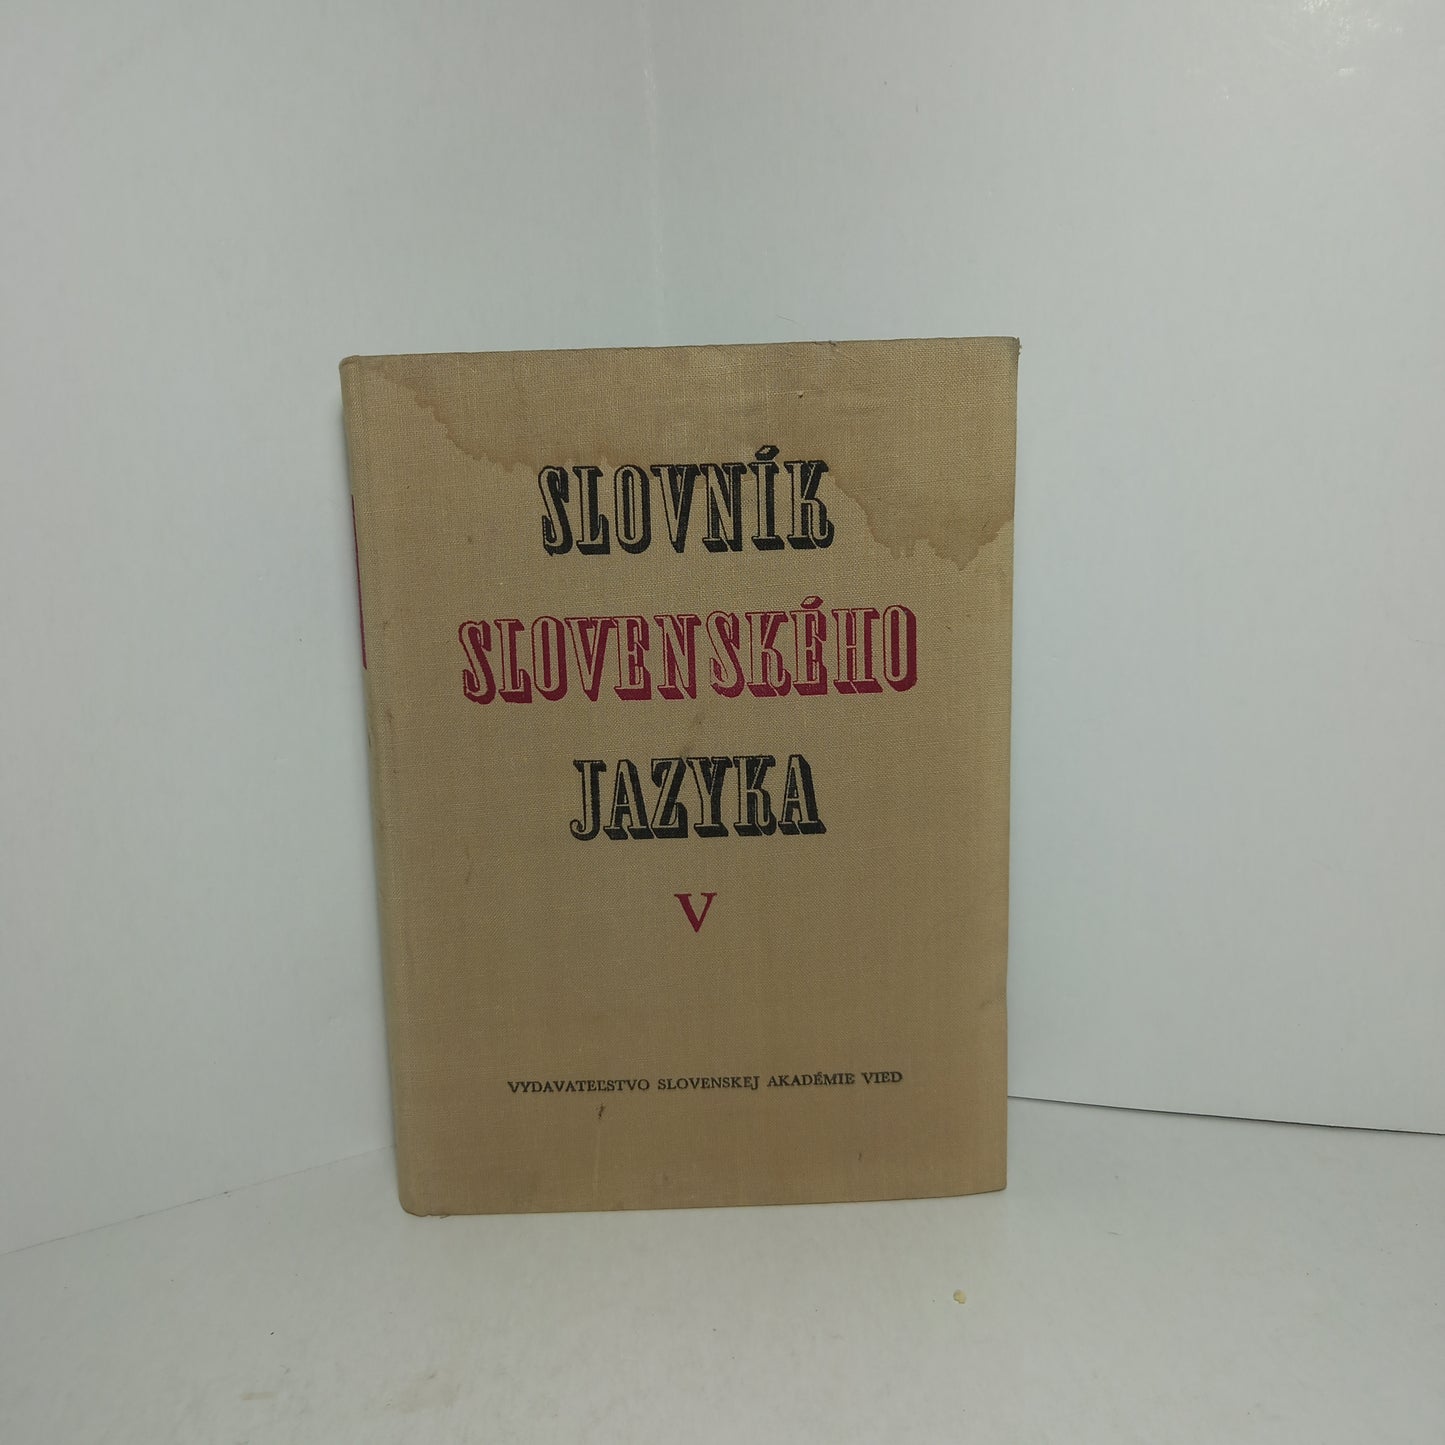 SLOVNÍK
SLOVENSKÉHO
JAZYKA
V
VYDAVATEĽSTVO SLOVENSKEJ AKADÉMIE VIED